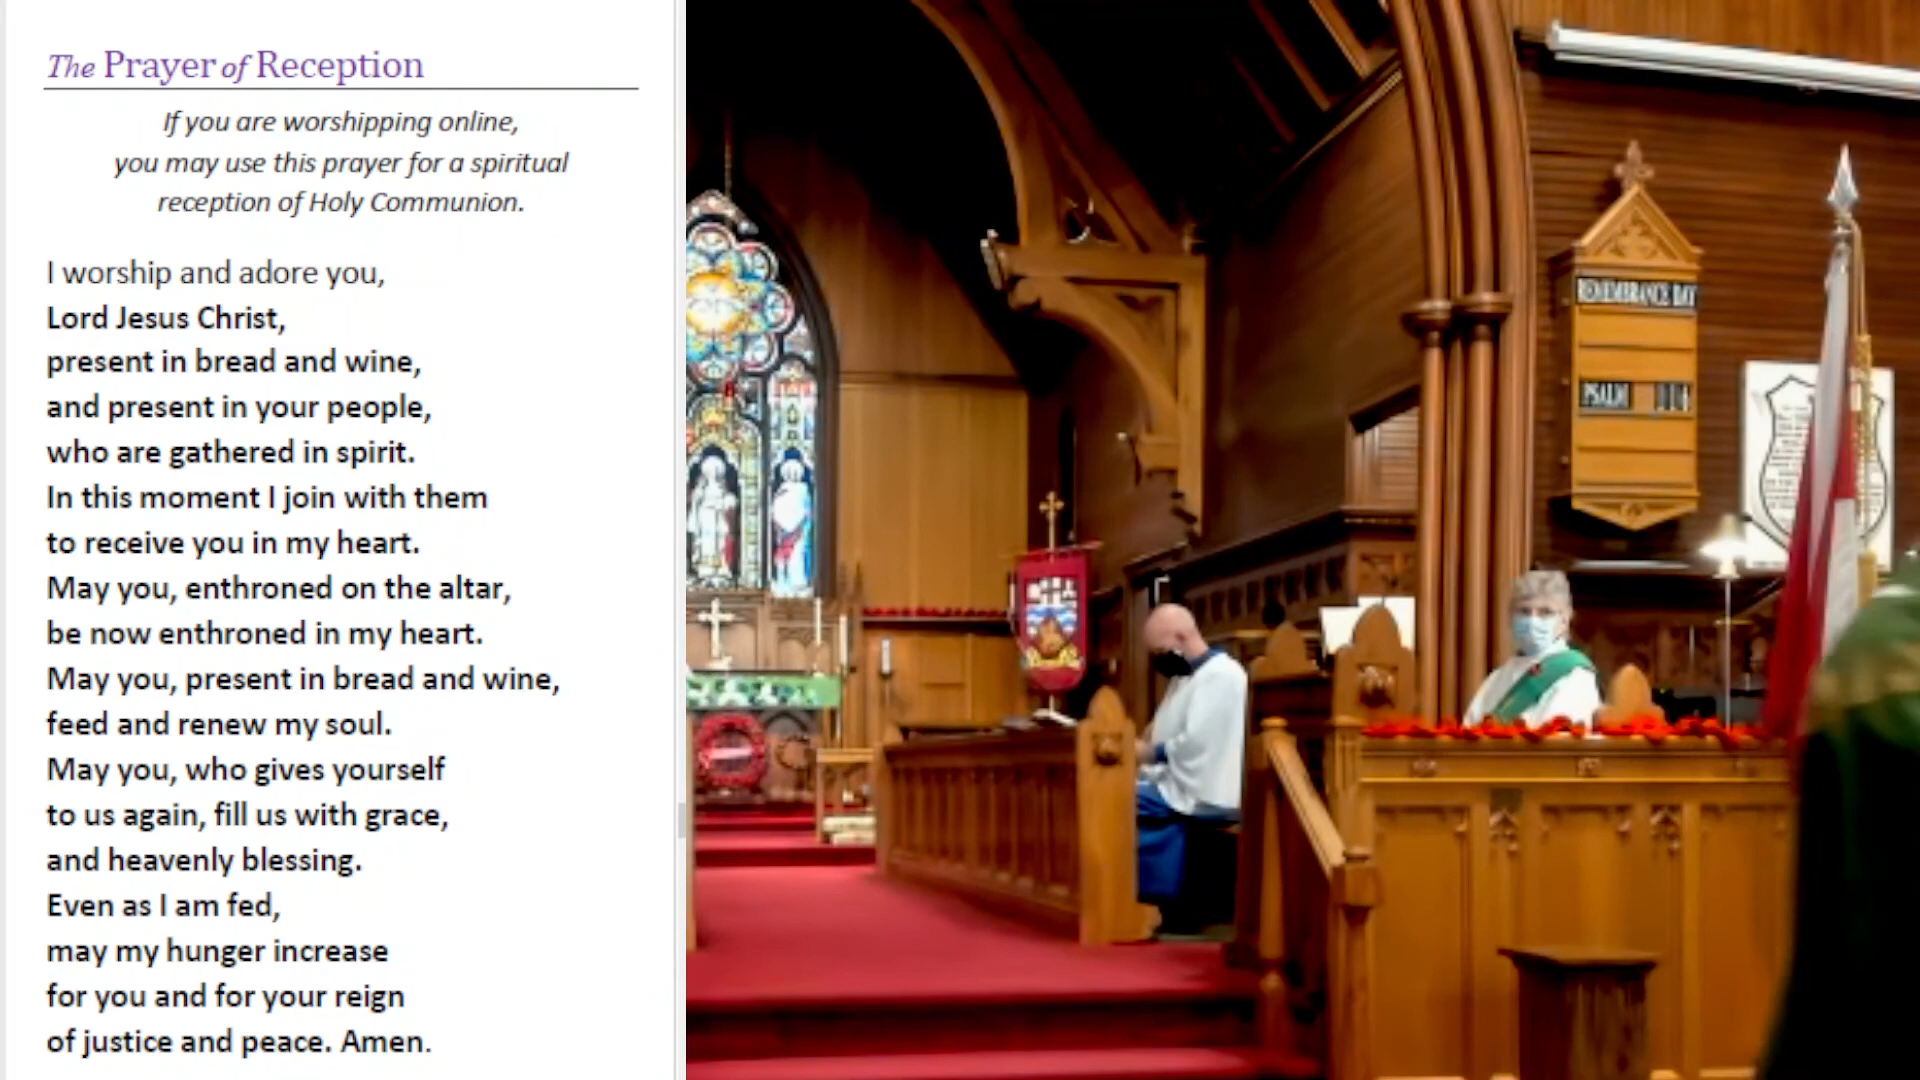 The Prayer of Reception
If you are worshipping online,
you may use this prayer for a spiritual
reception of Holy Communion.
I worship and adore you,
Lord Jesus Christ,
present in bread and wine,
and present in your people,
who are gathered in spirit.
In this moment I join with them
to receive you in my heart.
May you, enthroned on the altar,
be now enthroned in my heart.
May you, present in bread and wine,
feed and renew my soul.
May you, who gives yourself
to us again, fill us with grace,
and heavenly blessing.
Even as I am fed,
may my hunger increase
for you and for your reign
of justice and peace. Amen.
REMEMBRANCE DAY
PSALM